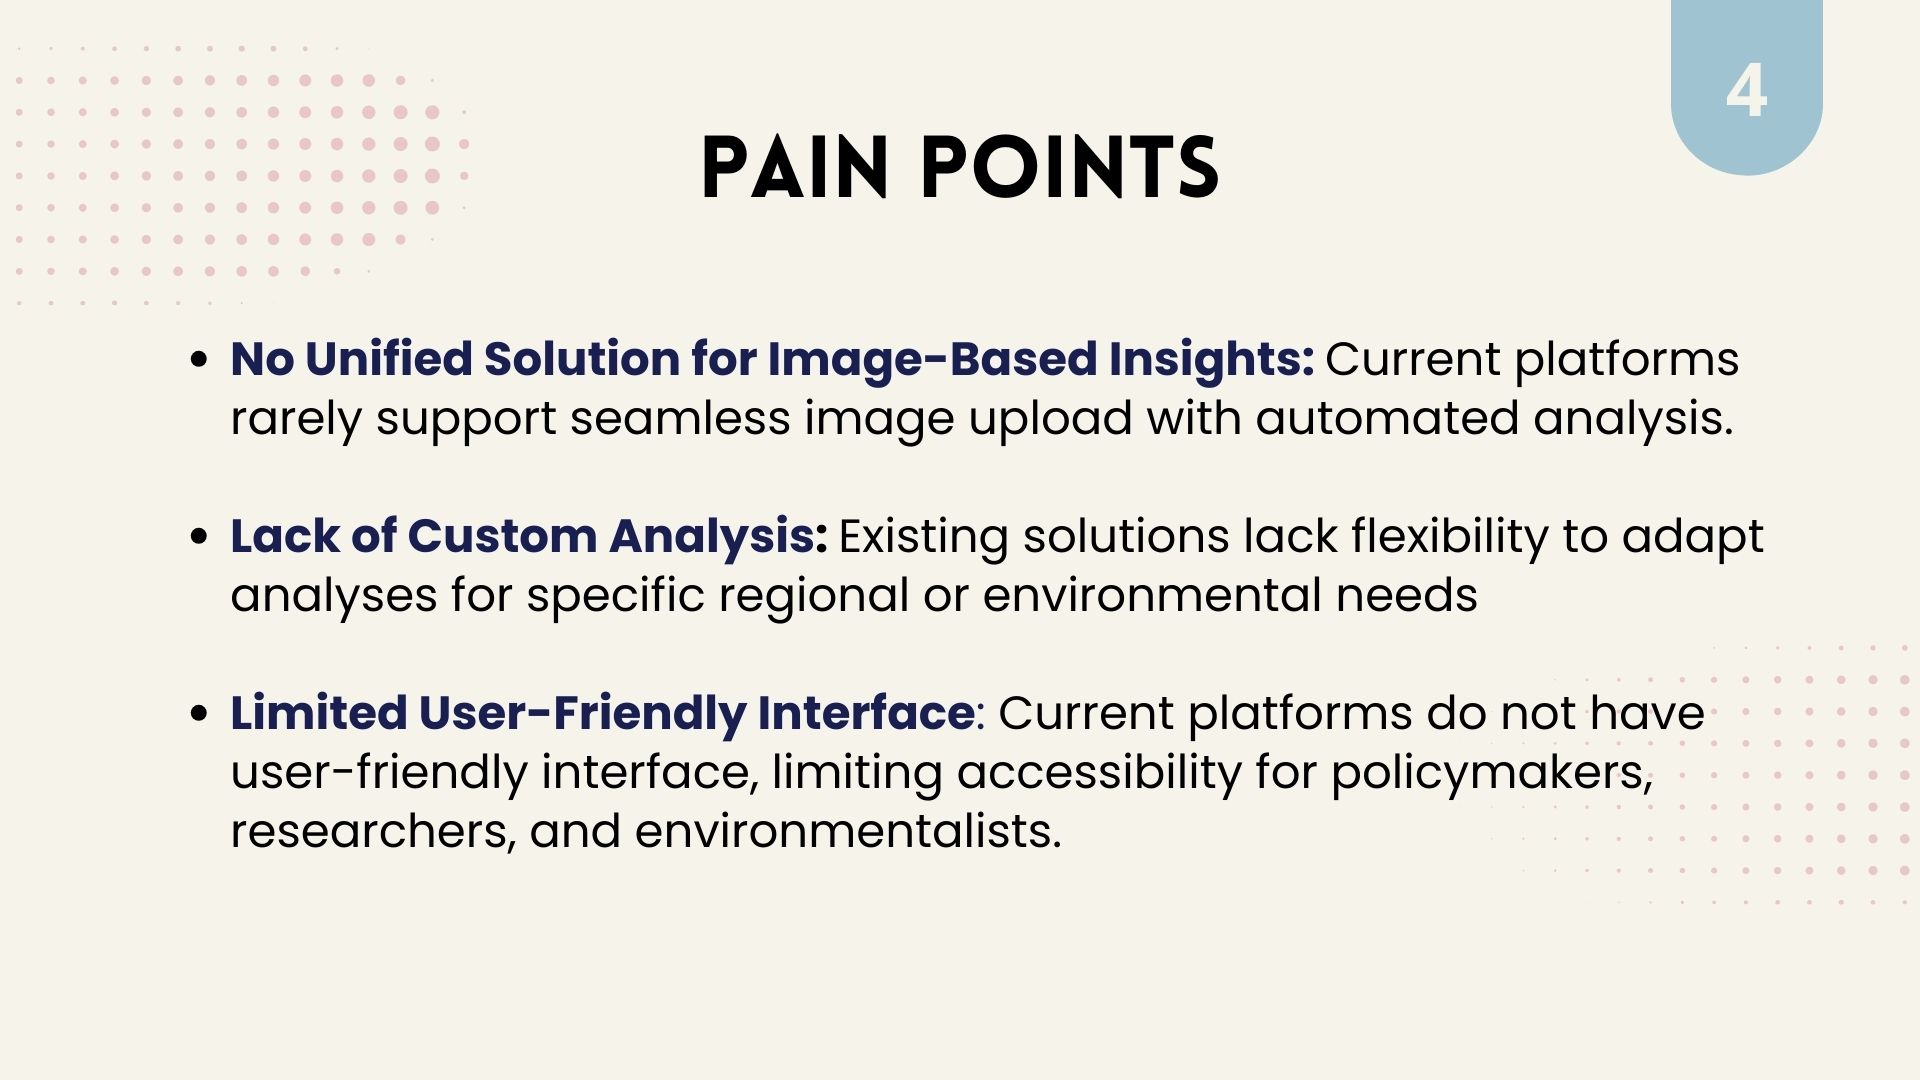 4
PAIN POINTS
• No Unified Solution for Image-Based Insights: Current platforms
rarely support seamless image upload with automated analysis.
• Lack of Custom Analysis: Existing solutions lack flexibility to adapt
analyses for specific regional or environmental needs
• Limited User-Friendly Interface: Current platforms do not have
user-friendly interface, limiting accessibility for policymakers,
researchers, and environmentalists.